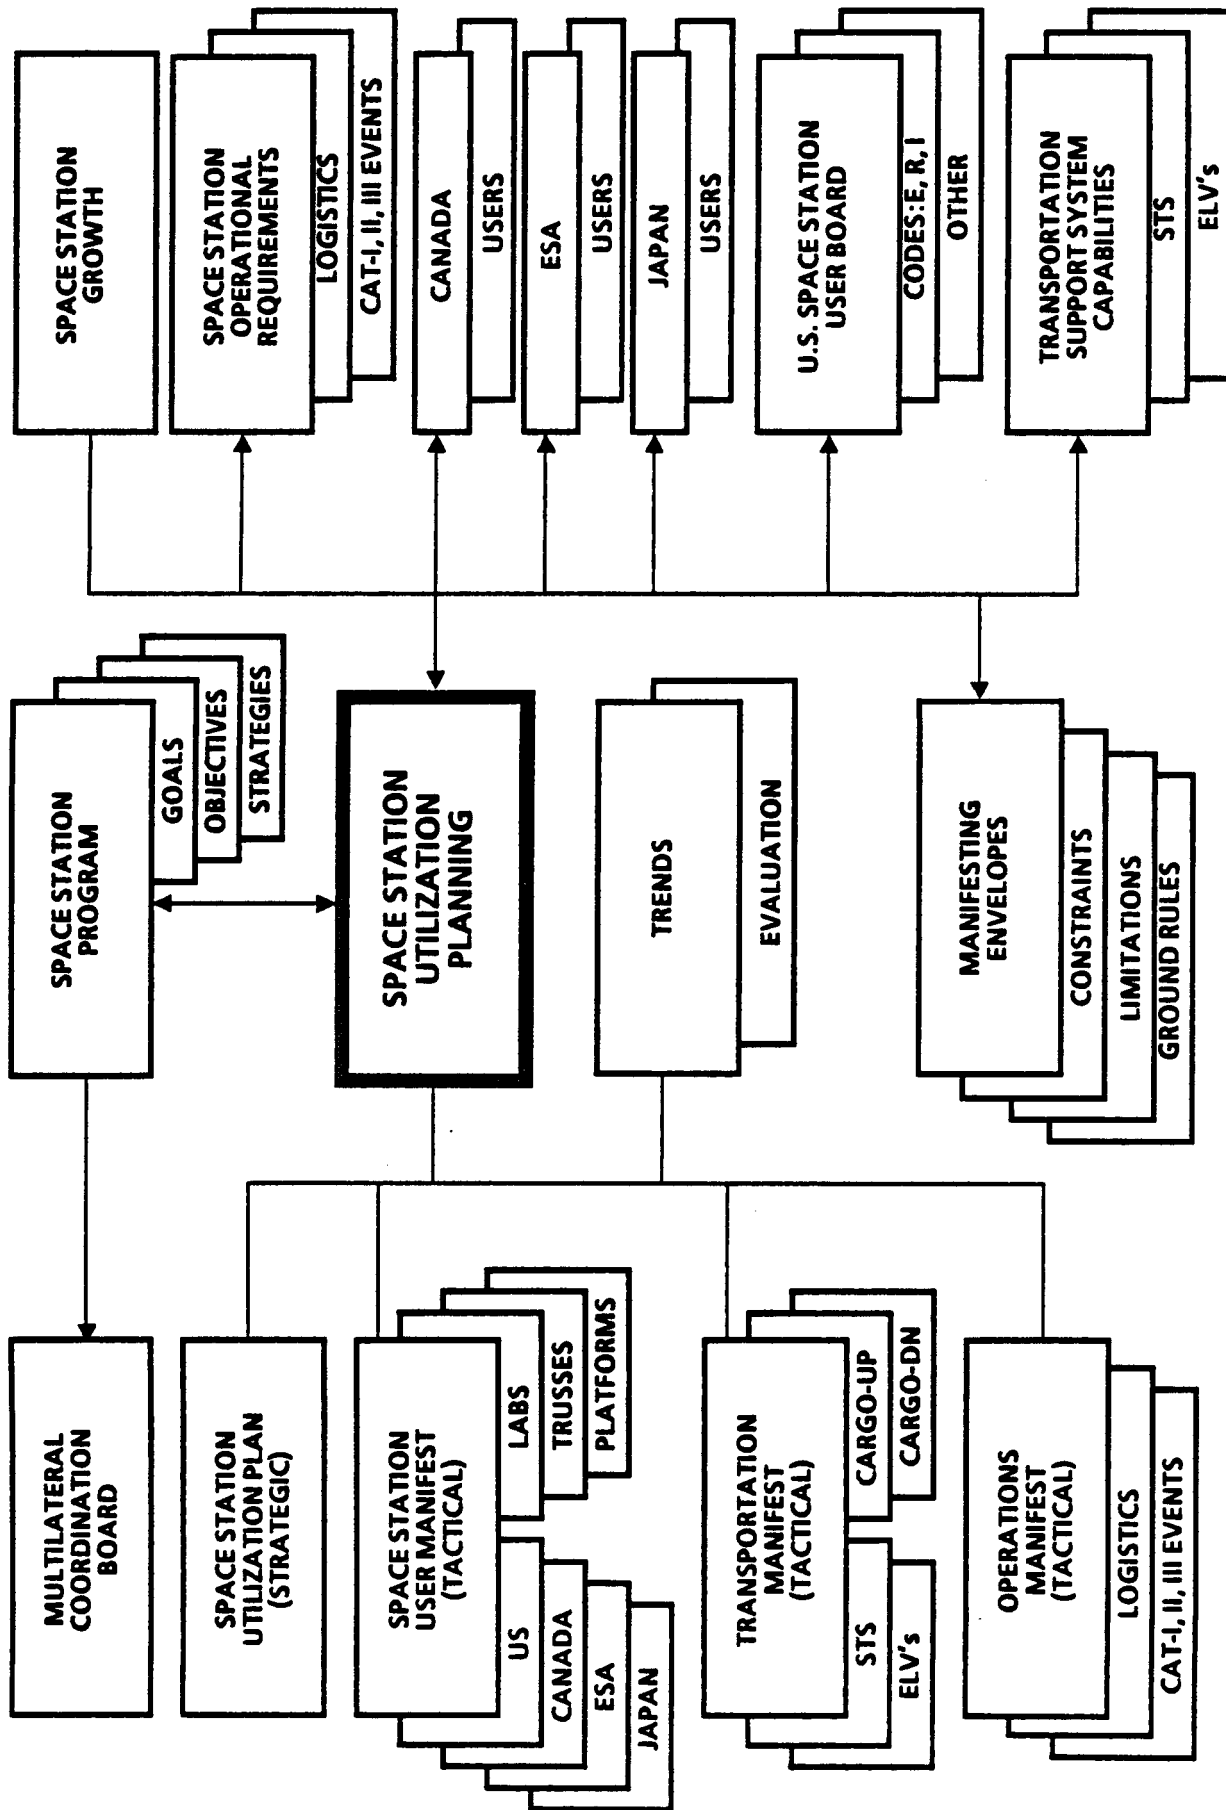 MULTILATERAL
COORDINATION
BOARD
SPACE STATION
UTILIZATION PLAN
(STRATEGIC)
SPACE STATION
USER MANIFEST
(TACTICAL)
US
CANADA
ESA
JAPAN
LABS
TRUSSES
PLATFORMS
TRANSPORTATION
MANIFEST
(TACTICAL)
STS
ELV's
CARGO-UP
CARGO-DN
OPERATIONS
MANIFEST
(TACTICAL)
LOGISTICS
CAT-I, II, III EVENTS
SPACE STATION
PROGRAM
GOALS
OBJECTIVES
STRATEGIES
SPACE STATION
UTILIZATION
PLANNING
TRENDS
EVALUATION
MANIFESTING
ENVELOPES
CONSTRAINTS
LIMITATIONS
GROUND RULES
SPACE STATION
GROWTH
SPACE STATION
OPERATIONAL
REQUIREMENTS
LOGISTICS
CAT-I, II, III EVENTS
CANADA
USERS
ESA
USERS
JAPAN
USERS
U.S. SPACE STATION
USER BOARD
CODES:E, R, I
OTHER
TRANSPORTATION
SUPPORT SYSTEM
CAPABILITIES
STS
ELV's